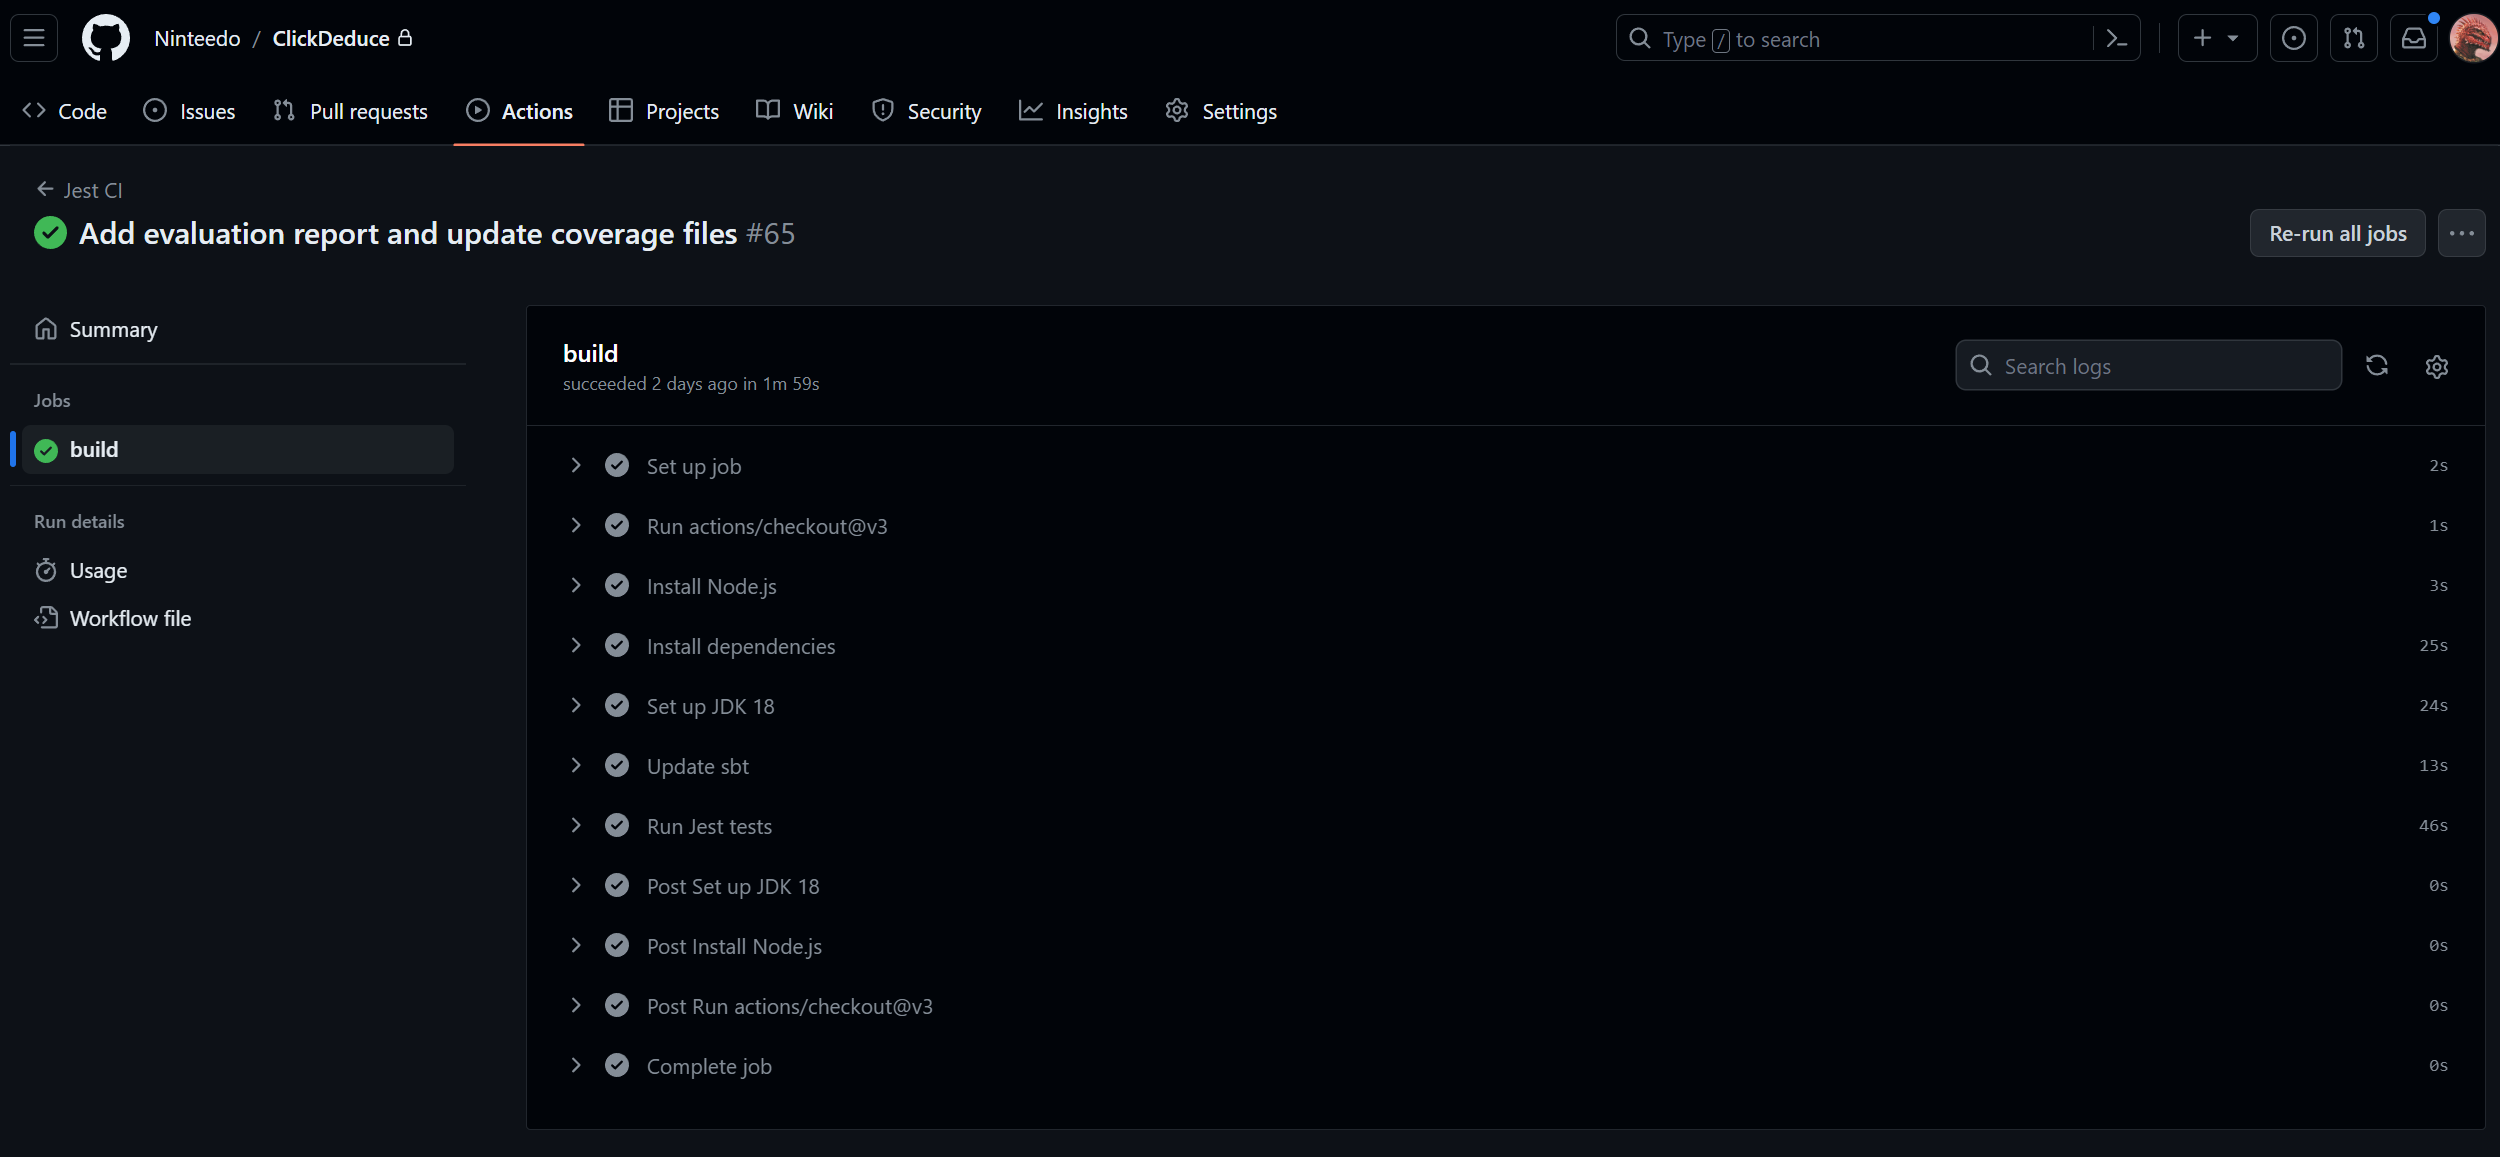 Ninteedo / ClickDeduce
Type / to search
Code Issues Pull requests Actions Projects Wiki Security Insights Settings
Jest CI
Add evaluation report and update coverage files #65
Re-run all jobs
Summary
Jobs
build
Run details
Usage
Workflow file
build
succeeded 2 days ago in 1m 59s
Search logs
Set up job 2s
Run actions/checkout@v3 1s
Install Node.js 3s
Install dependencies 25s
Set up JDK 18 24s
Update sbt 13s
Run Jest tests 46s
Post Set up JDK 18 0s
Post Install Node.js 0s
Post Run actions/checkout@v3 0s
Complete job 0s